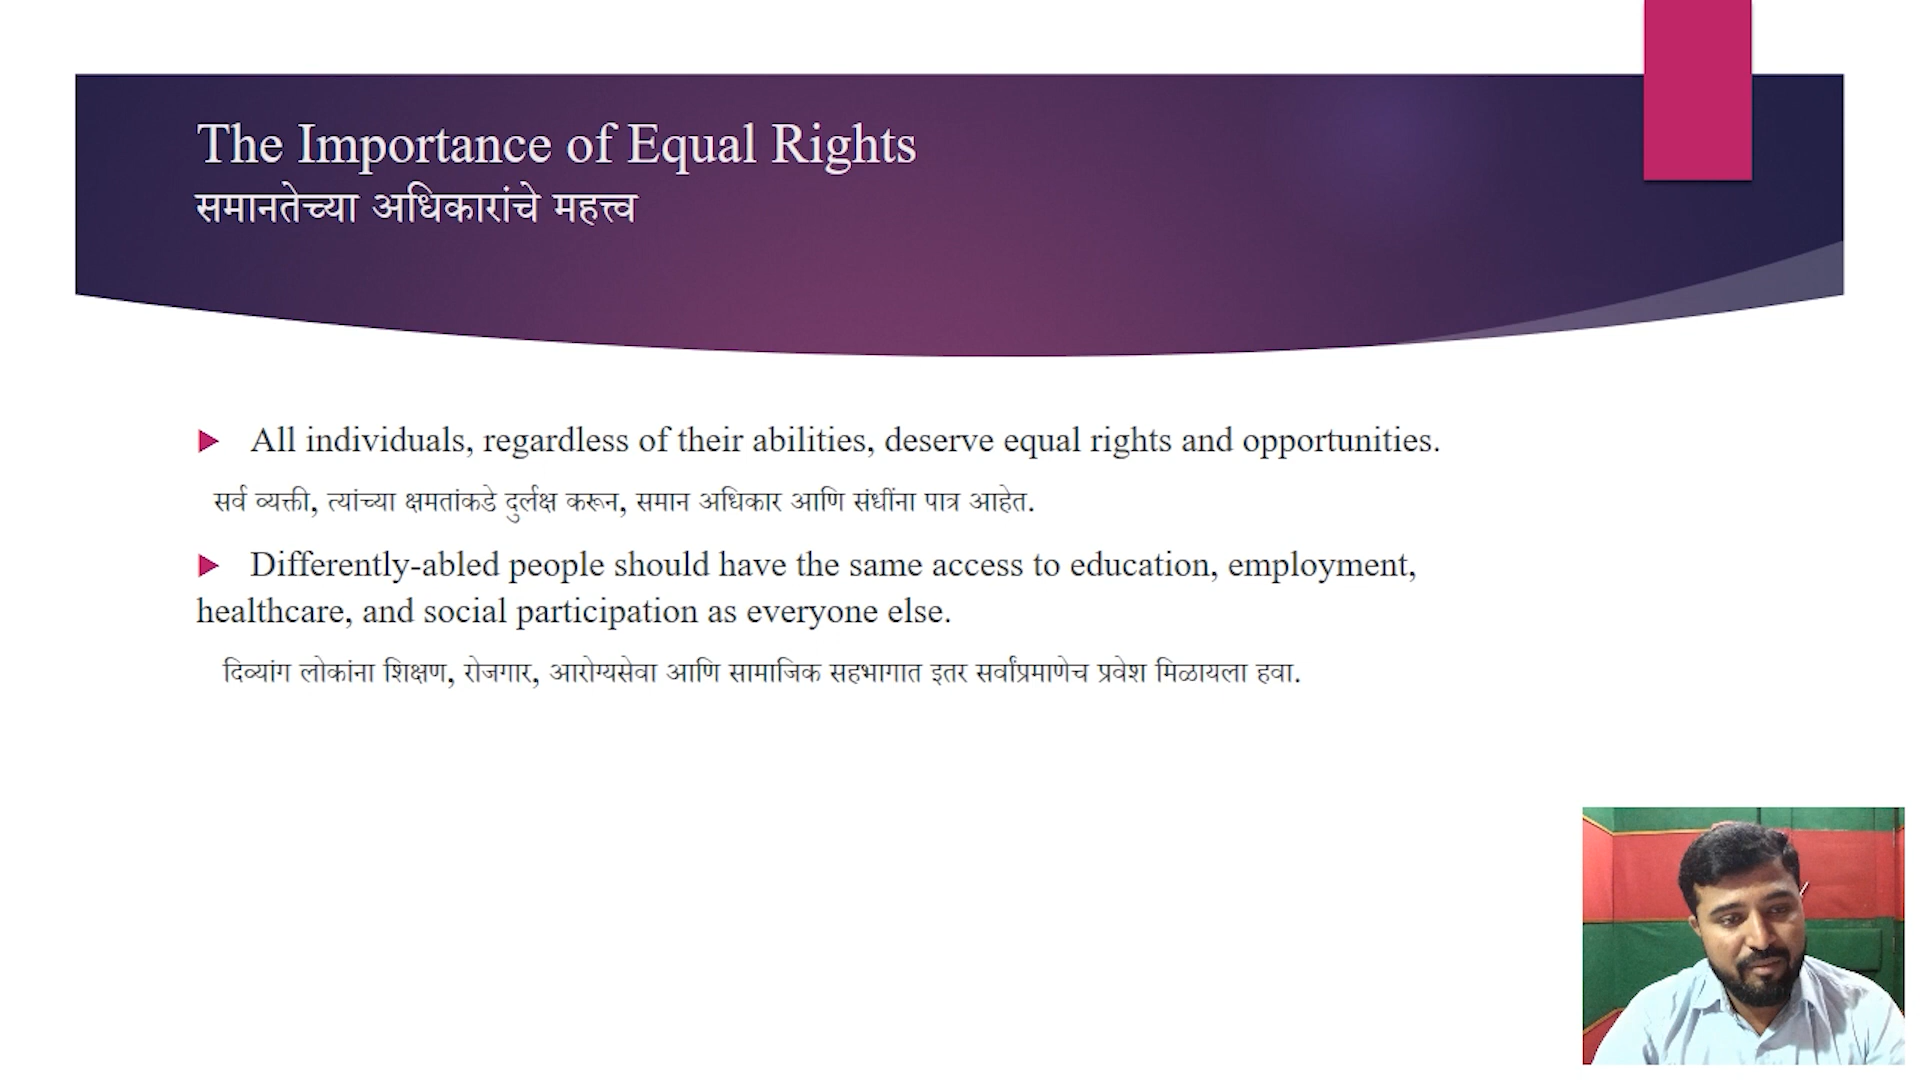 The Importance of Equal Rights
समानतेच्या अधिकारांचे महत्त्व
All individuals, regardless of their abilities, deserve equal rights and opportunities.
सर्व व्यक्ती, त्यांच्या क्षमतांकडे दुर्लक्ष करून, समान अधिकार आणि संधींना पात्र आहेत.
Differently-abled people should have the same access to education, employment,
healthcare, and social participation as everyone else.
दिव्यांग लोकांना शिक्षण, रोजगार, आरोग्यसेवा आणि सामाजिक सहभागात इतर सर्वांप्रमाणेच प्रवेश मिळायला हवा.